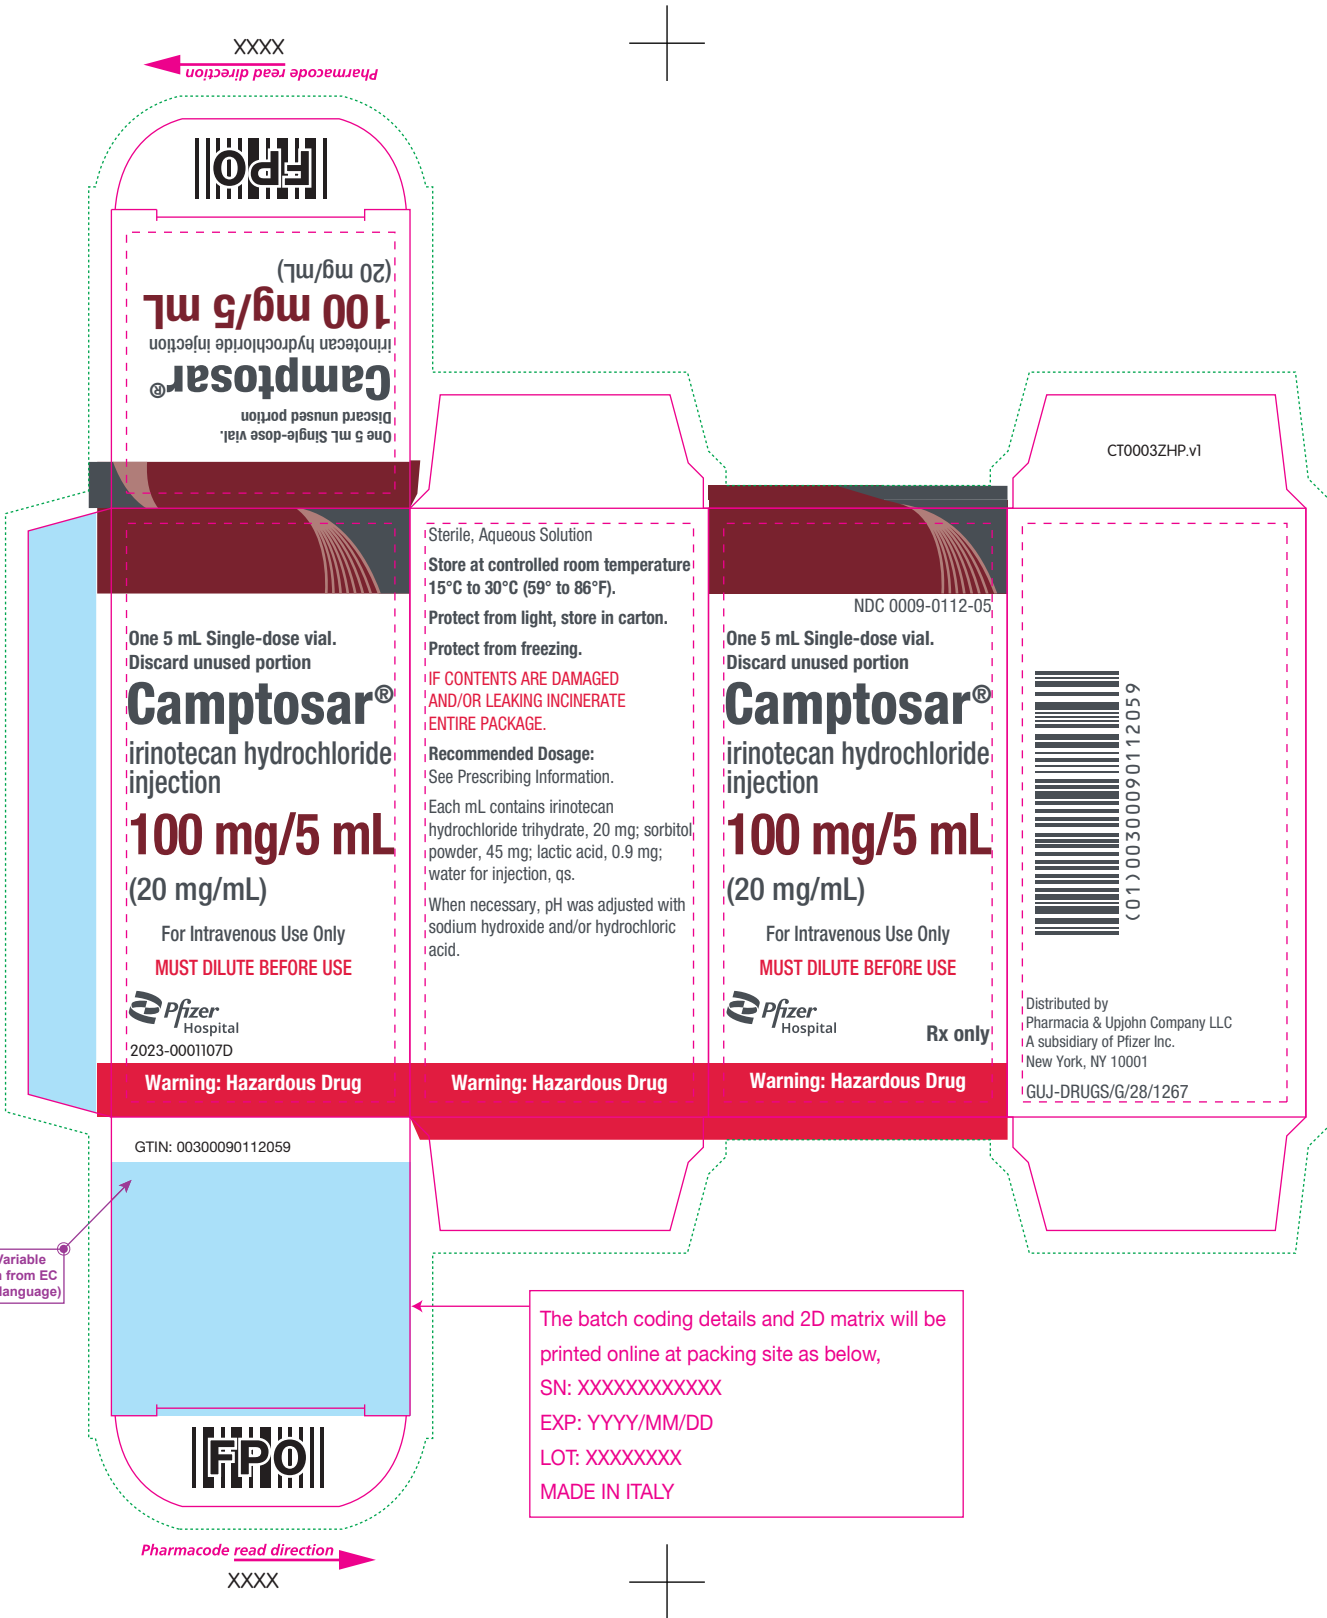 XXXX
Pharmacode read direction
FPO
(20 mg/mL)
100 mg/5 mL
irinotecan hydrochloride injection
Camptosar®
Discard unused portion
One 5 mL Single-dose vial.
One 5 mL Single-dose vial.
Discard unused portion
Camptosar®
irinotecan hydrochloride
injection
100 mg/5 mL
(20 mg/mL)
For Intravenous Use Only
MUST DILUTE BEFORE USE
Pfizer
Hospital
2023-0001107D
Warning: Hazardous Drug
Sterile, Aqueous Solution
Store at controlled room temperature
15°C to 30°C (59° to 86°F).
Protect from light, store in carton.
Protect from freezing.
IF CONTENTS ARE DAMAGED
AND/OR LEAKING INCINERATE
ENTIRE PACKAGE.
Recommended Dosage:
See Prescribing Information.
Each mL contains irinotecan
hydrochloride trihydrate, 20 mg; sorbitol
powder, 45 mg; lactic acid, 0.9 mg;
water for injection, qs.
When necessary, pH was adjusted with
sodium hydroxide and/or hydrochloric
acid.
Warning: Hazardous Drug
NDC 0009-0112-05
One 5 mL Single-dose vial.
Discard unused portion
Camptosar®
irinotecan hydrochloride
injection
100 mg/5 mL
(20 mg/mL)
For Intravenous Use Only
MUST DILUTE BEFORE USE
Pfizer
Hospital
Rx only
Warning: Hazardous Drug
CT0003ZHP.v1
(01)00300090112059
Distributed by
Pharmacia & Upjohn Company LLC
A subsidiary of Pfizer Inc.
New York, NY 10001
GUJ-DRUGS/G/28/1267
GTIN: 00300090112059
Variable
from EC
language)
The batch coding details and 2D matrix will be
printed online at packing site as below,
SN: XXXXXXXXXXXX
EXP: YYYY/MM/DD
LOT: XXXXXXXX
MADE IN ITALY
FPO
Pharmacode read direction
XXXX